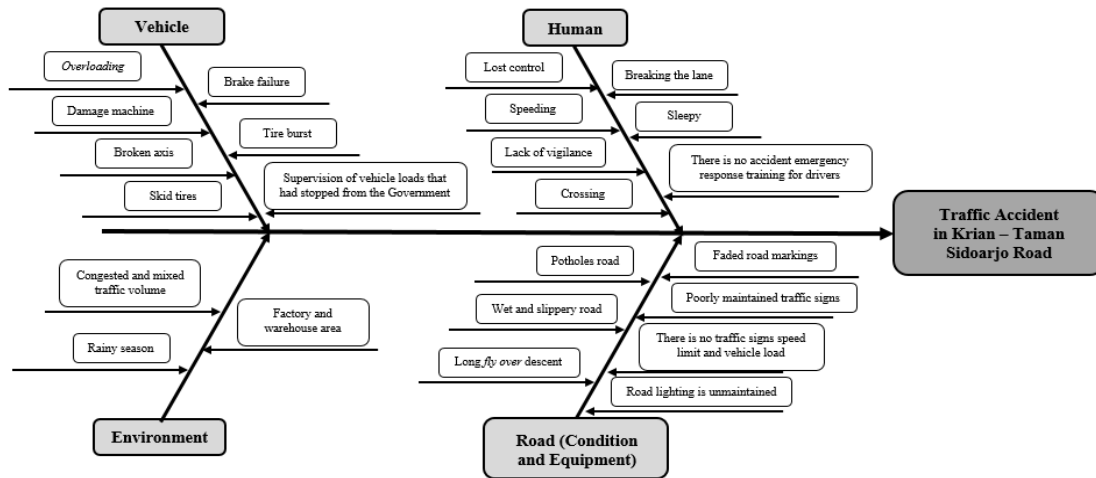 Vehicle
Human
Overloading
Brake failure
Damage machine
Tire burst
Broken axis
Supervision of vehicle loads that
had stopped from the Government
Skid tires
Lost control
Breaking the lane
Speeding
Sleepy
Lack of vigilance
There is no accident emergency
response training for drivers
Crossing
Traffic Accident
in Krian – Taman
Sidoarjo Road
Congested and mixed
traffic volume
Factory and
warehouse area
Rainy season
Potholes road
Faded road markings
Poorly maintained traffic signs
Wet and slippery road
There is no traffic signs speed
limit and vehicle load
Long fly over descent
Road lighting is unmaintained
Environment
Road (Condition
and Equipment)